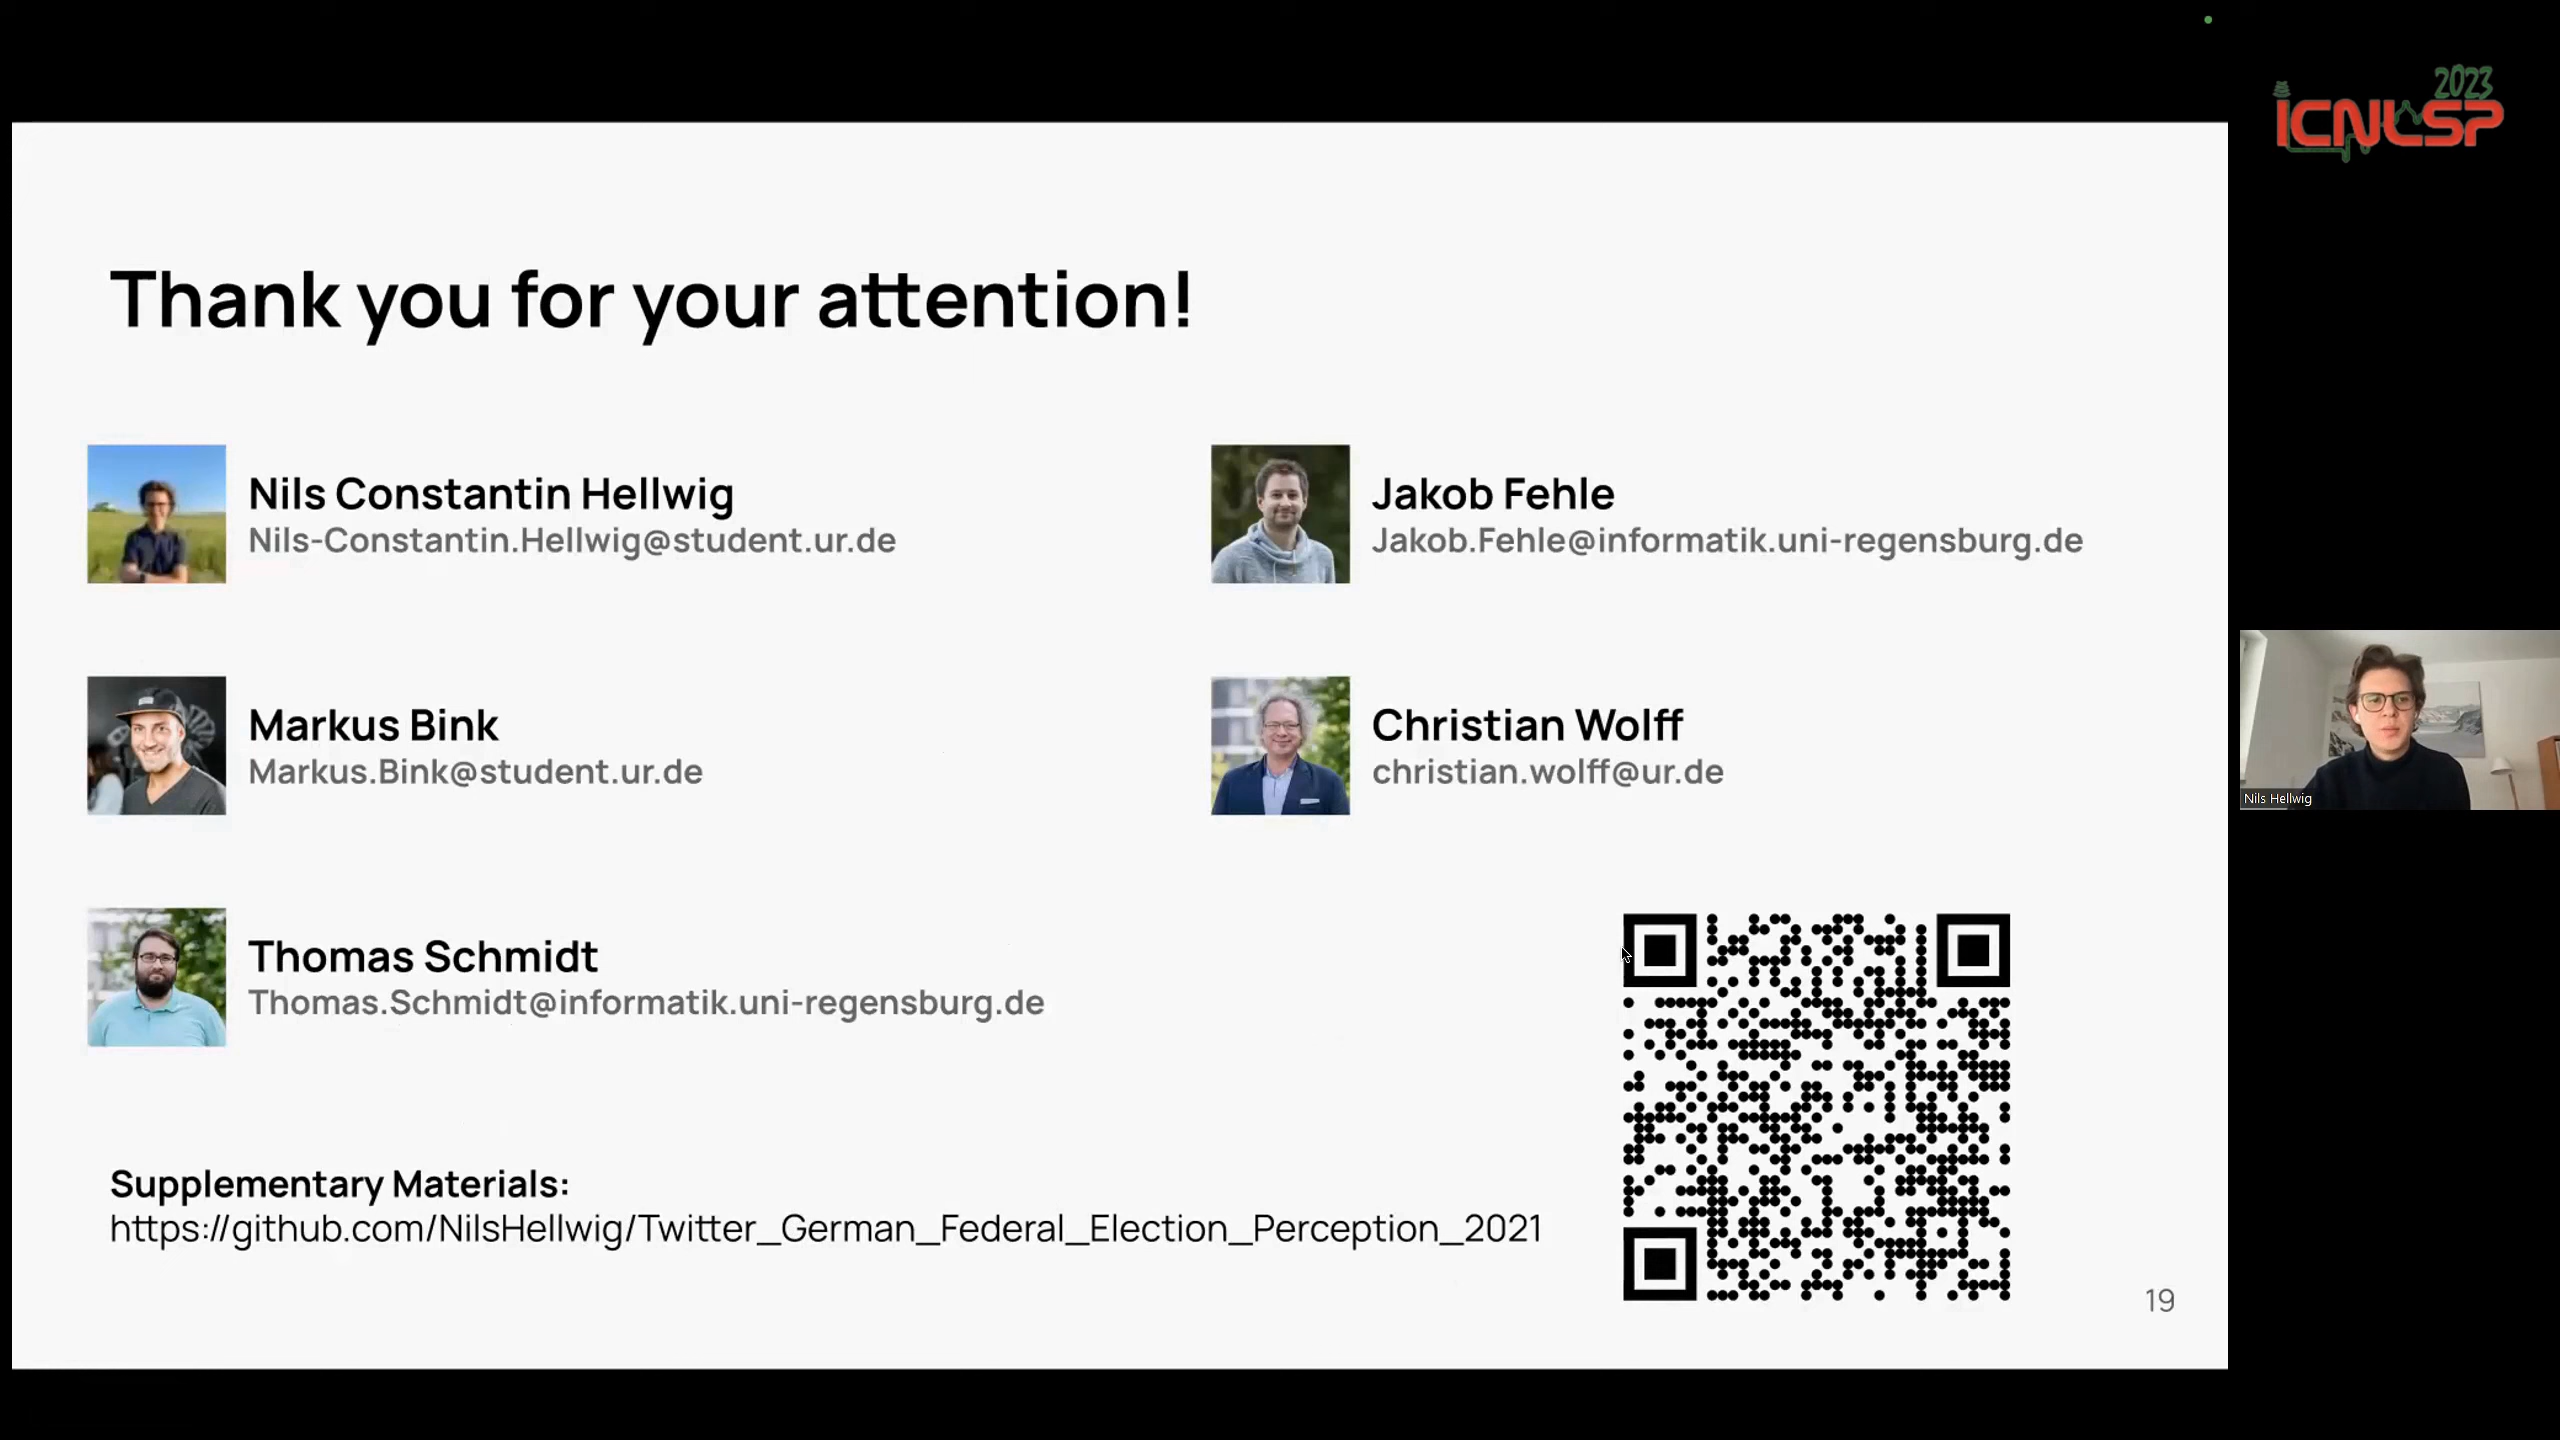 2023
ICNLSP
Thank you for your attention!
Nils Constantin Hellwig
Nils-Constantin.Hellwig@student.ur.de
Jakob Fehle
Jakob.Fehle@informatik.uni-regensburg.de
Markus Bink
Markus.Bink@student.ur.de
Christian Wolff
christian.wolff@ur.de
Thomas Schmidt
Thomas.Schmidt@informatik.uni-regensburg.de
Supplementary Materials:
https://github.com/NilsHellwig/Twitter_German_Federal_Election_Perception_2021
19
Nils Hellwig